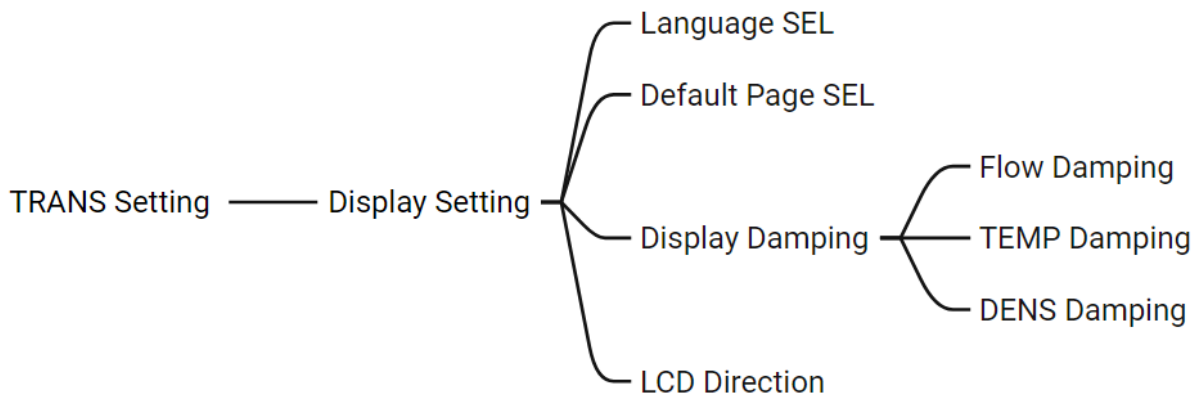 TRANS Setting
Display Setting
Language SEL
Default Page SEL
Display Damping
Flow Damping
TEMP Damping
DENS Damping
LCD Direction